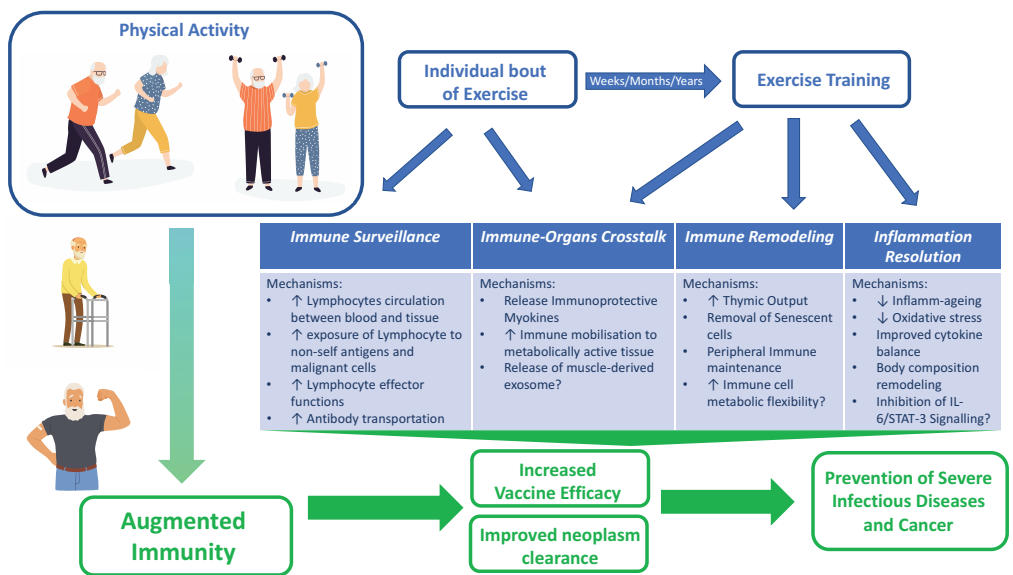 Physical Activity
Individual bout
of Exercise
Weeks/Months/Years
Exercise Training
Immune Surveillance
Mechanisms:
• ↑ Lymphocytes circulation
between blood and tissue
• ↑ exposure of Lymphocyte to
non-self antigens and
malignant cells
• ↑ Lymphocyte effector
functions
• ↑ Antibody transportation
Immune-Organs Crosstalk
Mechanisms:
• Release Immunoprotective
Myokines
• ↑ Immune mobilisation to
metabolically active tissue
• Release of muscle-derived
exosome?
Immune Remodeling
Mechanisms:
• ↑ Thymic Output
• Removal of Senescent
cells
• Peripheral Immune
maintenance
• ↑ Immune cell
metabolic flexibility?
Inflammation
Resolution
Mechanisms:
• ↓ Inflamm-ageing
• ↓ Oxidative stress
• Improved cytokine
balance
• Body composition
remodeling
• Inhibition of IL-
6/STAT-3 Signalling?
Augmented
Immunity
Increased
Vaccine Efficacy
Improved neoplasm
clearance
Prevention of Severe
Infectious Diseases
and Cancer